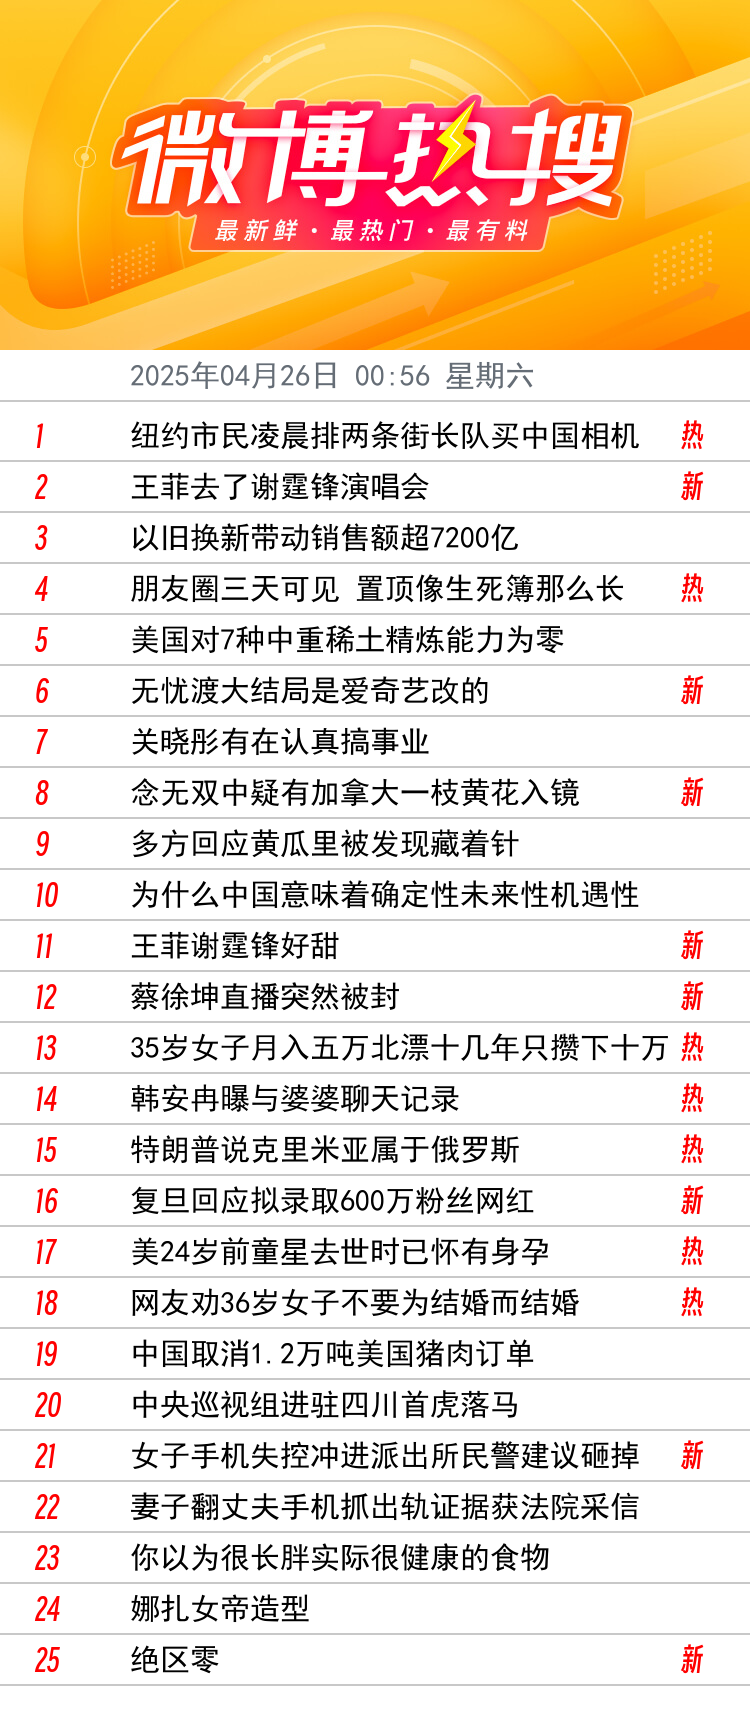 微博热搜
最新鲜·最热门·最有料
2025年04月26日 00:56 星期六
1 纽约市民凌晨排两条街长队买中国相机 热
2 王菲去了谢霆锋演唱会 新
3 以旧换新带动销售额超7200亿
4 朋友圈三天可见 置顶像生死簿那么长 热
5 美国对7种中重稀土精炼能力为零
6 无忧渡大结局是爱奇艺改的 新
7 关晓彤有在认真搞事业
8 念无双中疑有加拿大一枝黄花入镜 新
9 多方回应黄瓜里被发现藏着针
10 为什么中国意味着确定性未来性机遇性
11 王菲谢霆锋好甜 新
12 蔡徐坤直播突然被封 新
13 35岁女子月入五万北漂十几年只攒下十万 热
14 韩安冉曝与婆婆聊天记录 热
15 特朗普说克里米亚属于俄罗斯 热
16 复旦回应拟录取600万粉丝网红 新
17 美24岁前童星去世时已怀有身孕 热
18 网友劝36岁女子不要为结婚而结婚 热
19 中国取消1.2万吨美国猪肉订单
20 中央巡视组进驻四川首虎落马
21 女子手机失控冲进派出所民警建议砸掉 新
22 妻子翻丈夫手机抓出轨证据获法院采信
23 你以为很长胖实际很健康的食物
24 娜扎女帝造型
25 绝区零 新